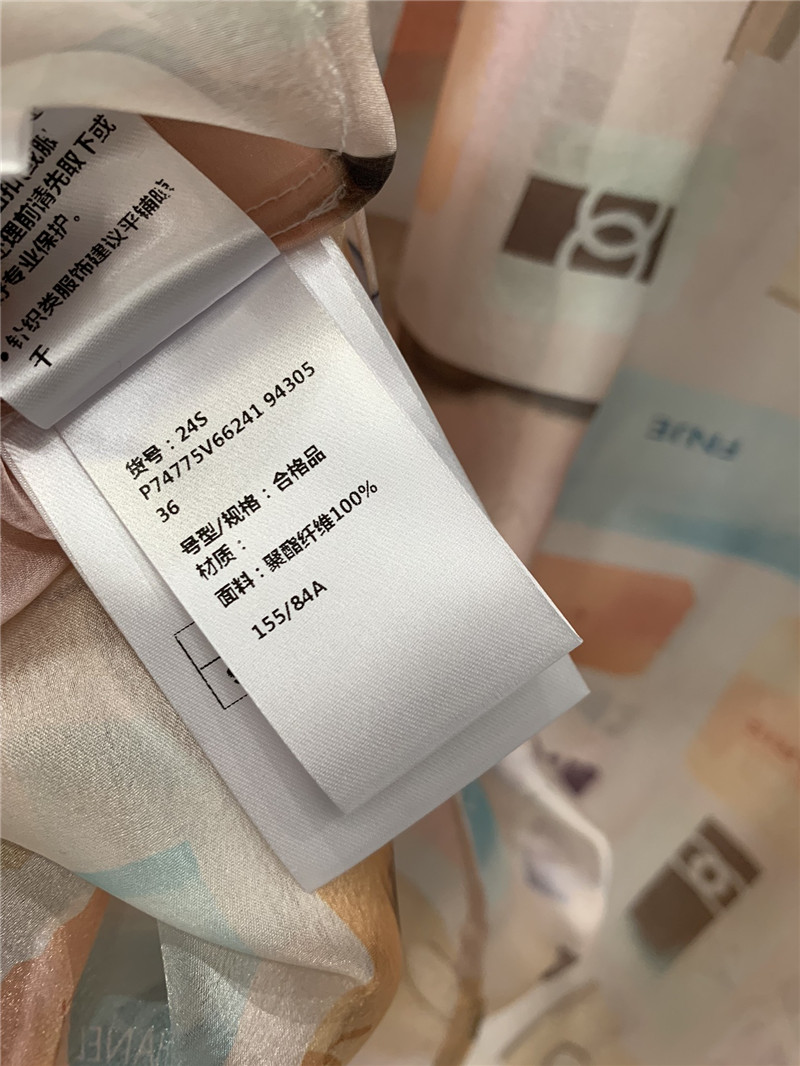 处理前请先取下或
专业保护。
• 针织类服饰建议平铺晾
干
货号：24S
P74775V66241 94305
36
号型/规格：合格品
材质：
面料：聚酯纤维100%
155/84A